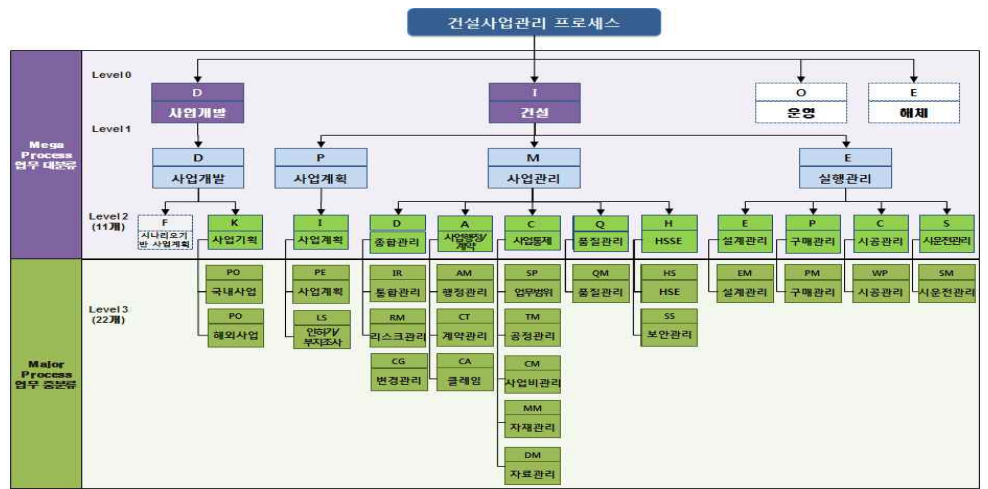 건설사업관리 프로세스
Level 0
D
사업개발
I
건설
O
운영
E
해체
Level 1
Mega
Process
업무 대분류
D
사업개발
P
사업계획
M
사업관리
E
실행관리
Level 2
(11개)
F
시나리오기
반 사업계획
K
사업기획
I
사업계획
D
종합관리
A
사업행정/
계약
C
사업통제
Q
품질관리
H
HSSE
E
설계관리
P
구매관리
C
시공관리
S
시운전관리
Level 3
(22개)
Major
Process
업무 중분류
PO
국내사업
PE
사업계획
IR
통합관리
AM
행정관리
SP
업무범위
QM
품질관리
HS
HSE
EM
설계관리
PM
구매관리
WP
시공관리
SM
시운전관리
PO
해외사업
LS
인허가/
부지조사
RM
리스크관리
CT
계약관리
TM
공정관리
SS
보안관리
CG
변경관리
CA
클레임
CM
사업비관리
MM
자재관리
DM
자료관리